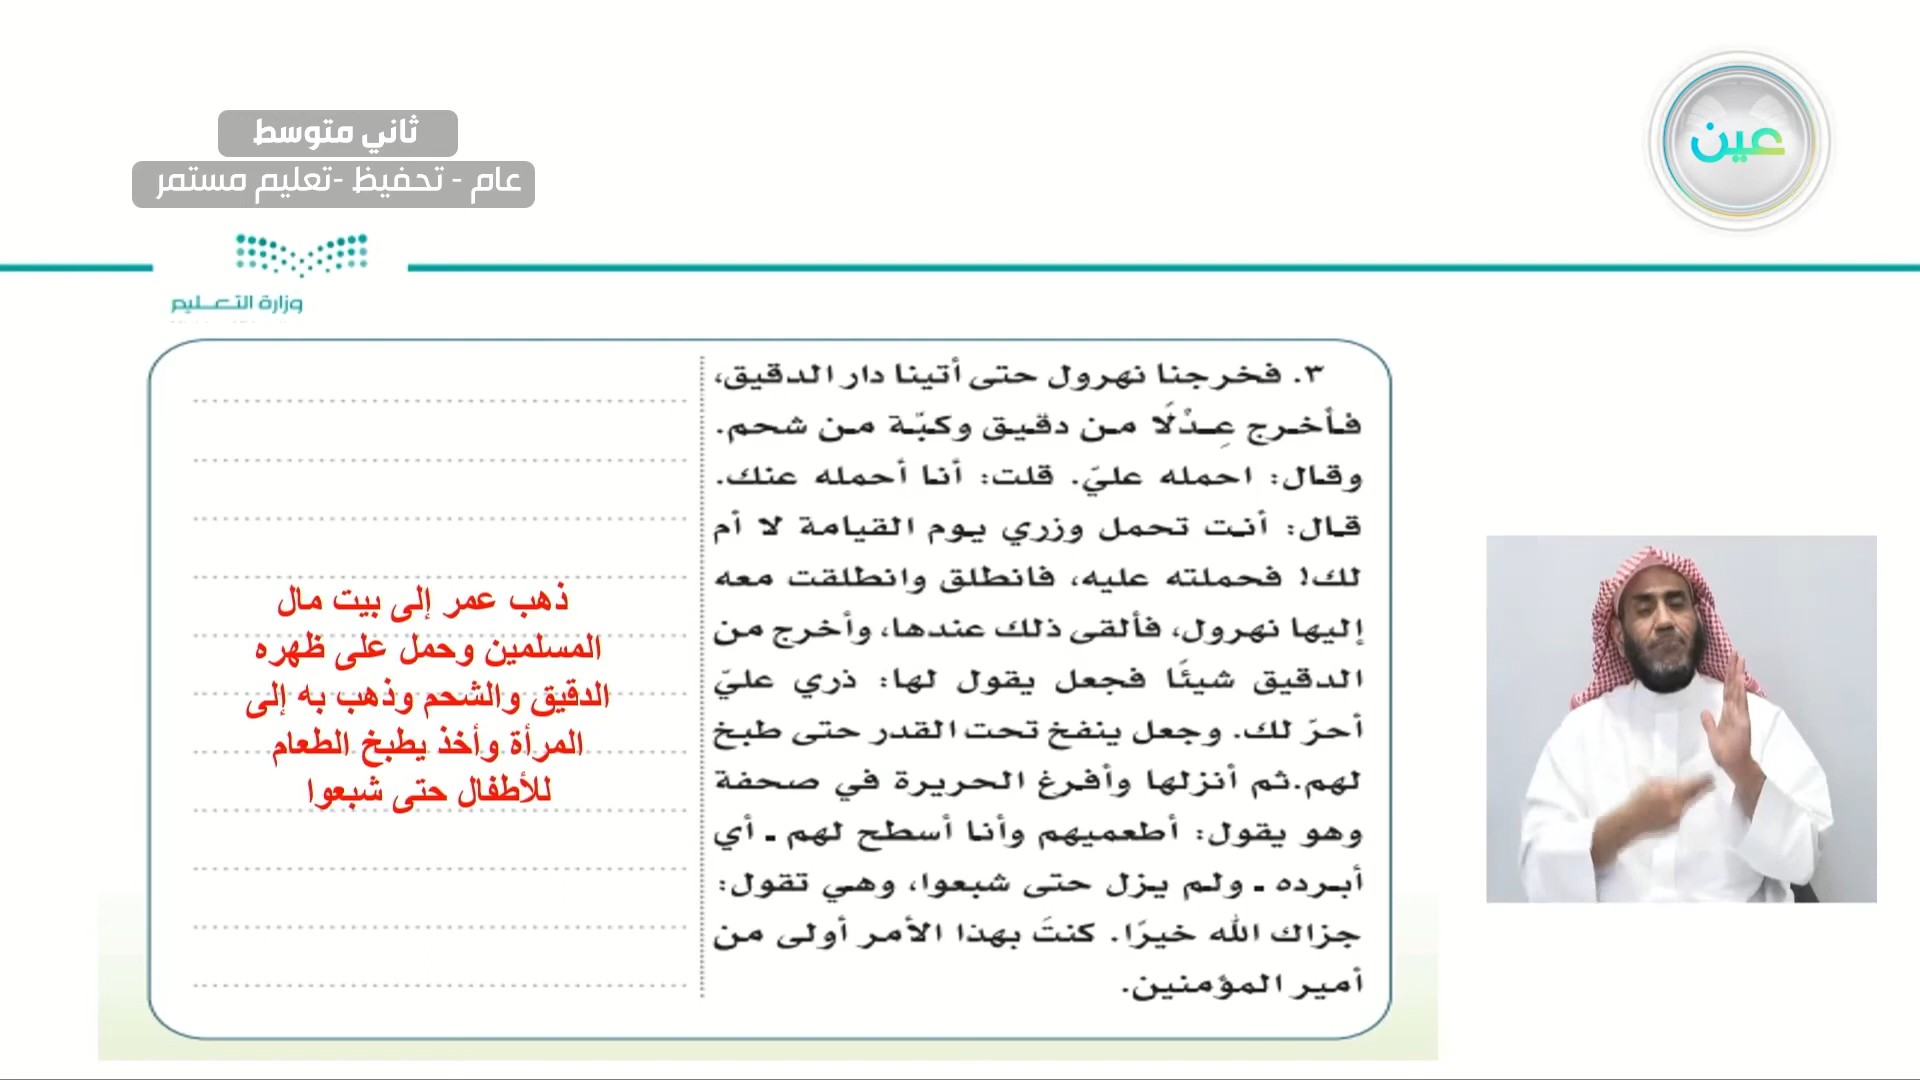 عين
ثاني متوسط
عام - تحفيظ -تعليم مستمر
وزارة التعـــليم
٣. فخرجنا نهرول حتى أتينا دار الدقيق،
فأخرج عِدْلًا من دقيق وكبّة من شحم.
وقال: احمله عليّ. قلت: أنا أحمله عنك.
قال: أنت تحمل وزري يوم القيامة لا أم
لك! فحملته عليه، فانطلق وانطلقت معه
إليها نهرول، فألقى ذلك عندها، وأخرج من
الدقيق شيئًا فجعل يقول لها: ذري عليّ
أحرّ لك. وجعل ينفخ تحت القدر حتى طبخ
لهم.ثم أنزلها وأفرغ الحريرة في صحفة
وهو يقول: أطعميهم وأنا أسطح لهم ـ أي
أبرده ـ ولم يزل حتى شبعوا، وهي تقول:
جزاك الله خيرًا. كنتَ بهذا الأمر أولى من
أمير المؤمنين.
ذهب عمر إلى بيت مال
المسلمين وحمل على ظهره
الدقيق والشحم وذهب به إلى
المرأة وأخذ يطبخ الطعام
للأطفال حتى شبعوا